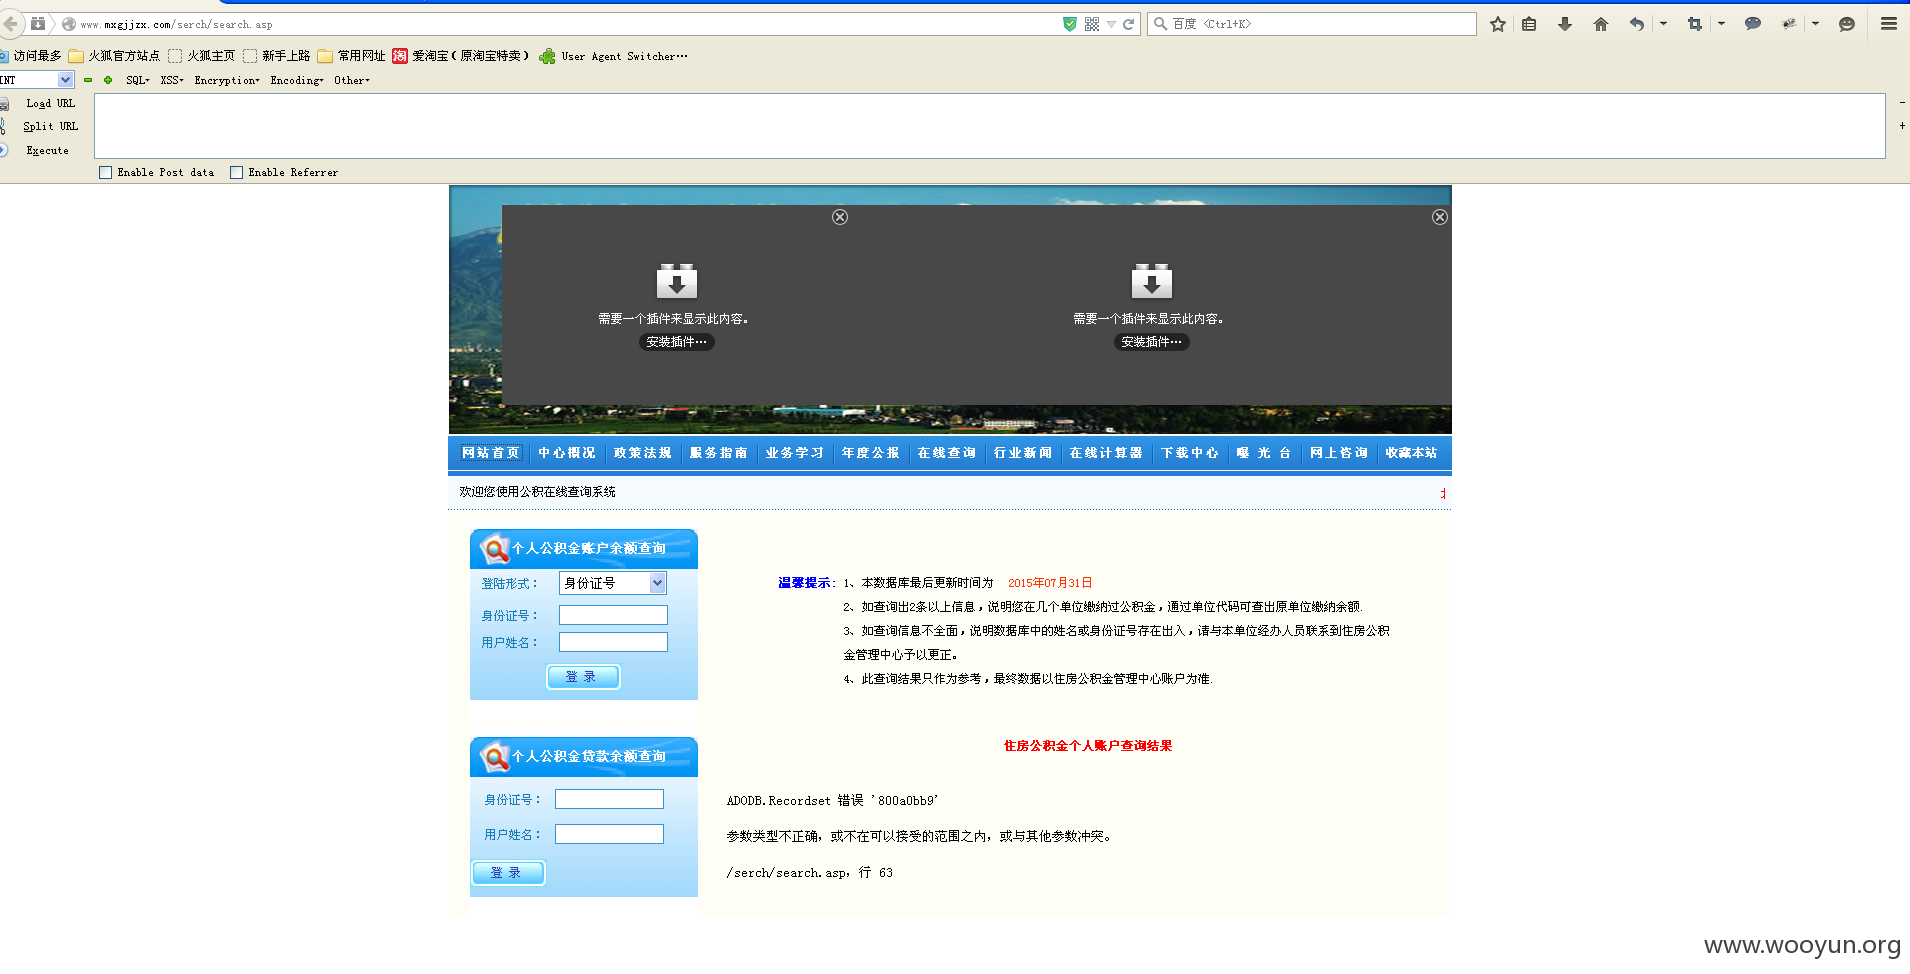 www.mxgjjzx.com/serch/search.asp
百度 <Ctrl+K>
访问最多 火狐官方站点 火狐主页 新手上路 常用网址 淘 爱淘宝（原淘宝特卖） User Agent Switcher…
INT SQL▾ XSS▾ Encryption▾ Encoding▾ Other▾
Load URL
Split URL
Execute
Enable Post data Enable Referrer
需要一个插件来显示此内容。 需要一个插件来显示此内容。
安装插件… 安装插件…
网站首页 中心概况 政策法规 服务指南 业务学习 年度公报 在线查询 行业新闻 在线计算器 下载中心 曝 光 台 网上咨询 收藏本站
欢迎您使用公积在线查询系统
个人公积金账户余额查询
登陆形式： 身份证号
身份证号：
用户姓名：
登 录
温馨提示: 1、本数据库最后更新时间为 2015年07月31日
2、如查询出2条以上信息，说明您在几个单位缴纳过公积金，通过单位代码可查出原单位缴纳余额.
3、如查询信息不全面，说明数据库中的姓名或身份证号存在出入，请与本单位经办人员联系到住房公积
金管理中心予以更正。
4、此查询结果只作为参考，最终数据以住房公积金管理中心账户为准.
个人公积金贷款余额查询
身份证号：
用户姓名：
登 录
住房公积金个人账户查询结果
ADODB.Recordset 错误 '800a0bb9'
参数类型不正确，或不在可以接受的范围之内，或与其他参数冲突。
/serch/search.asp，行 63
www.wooyun.org